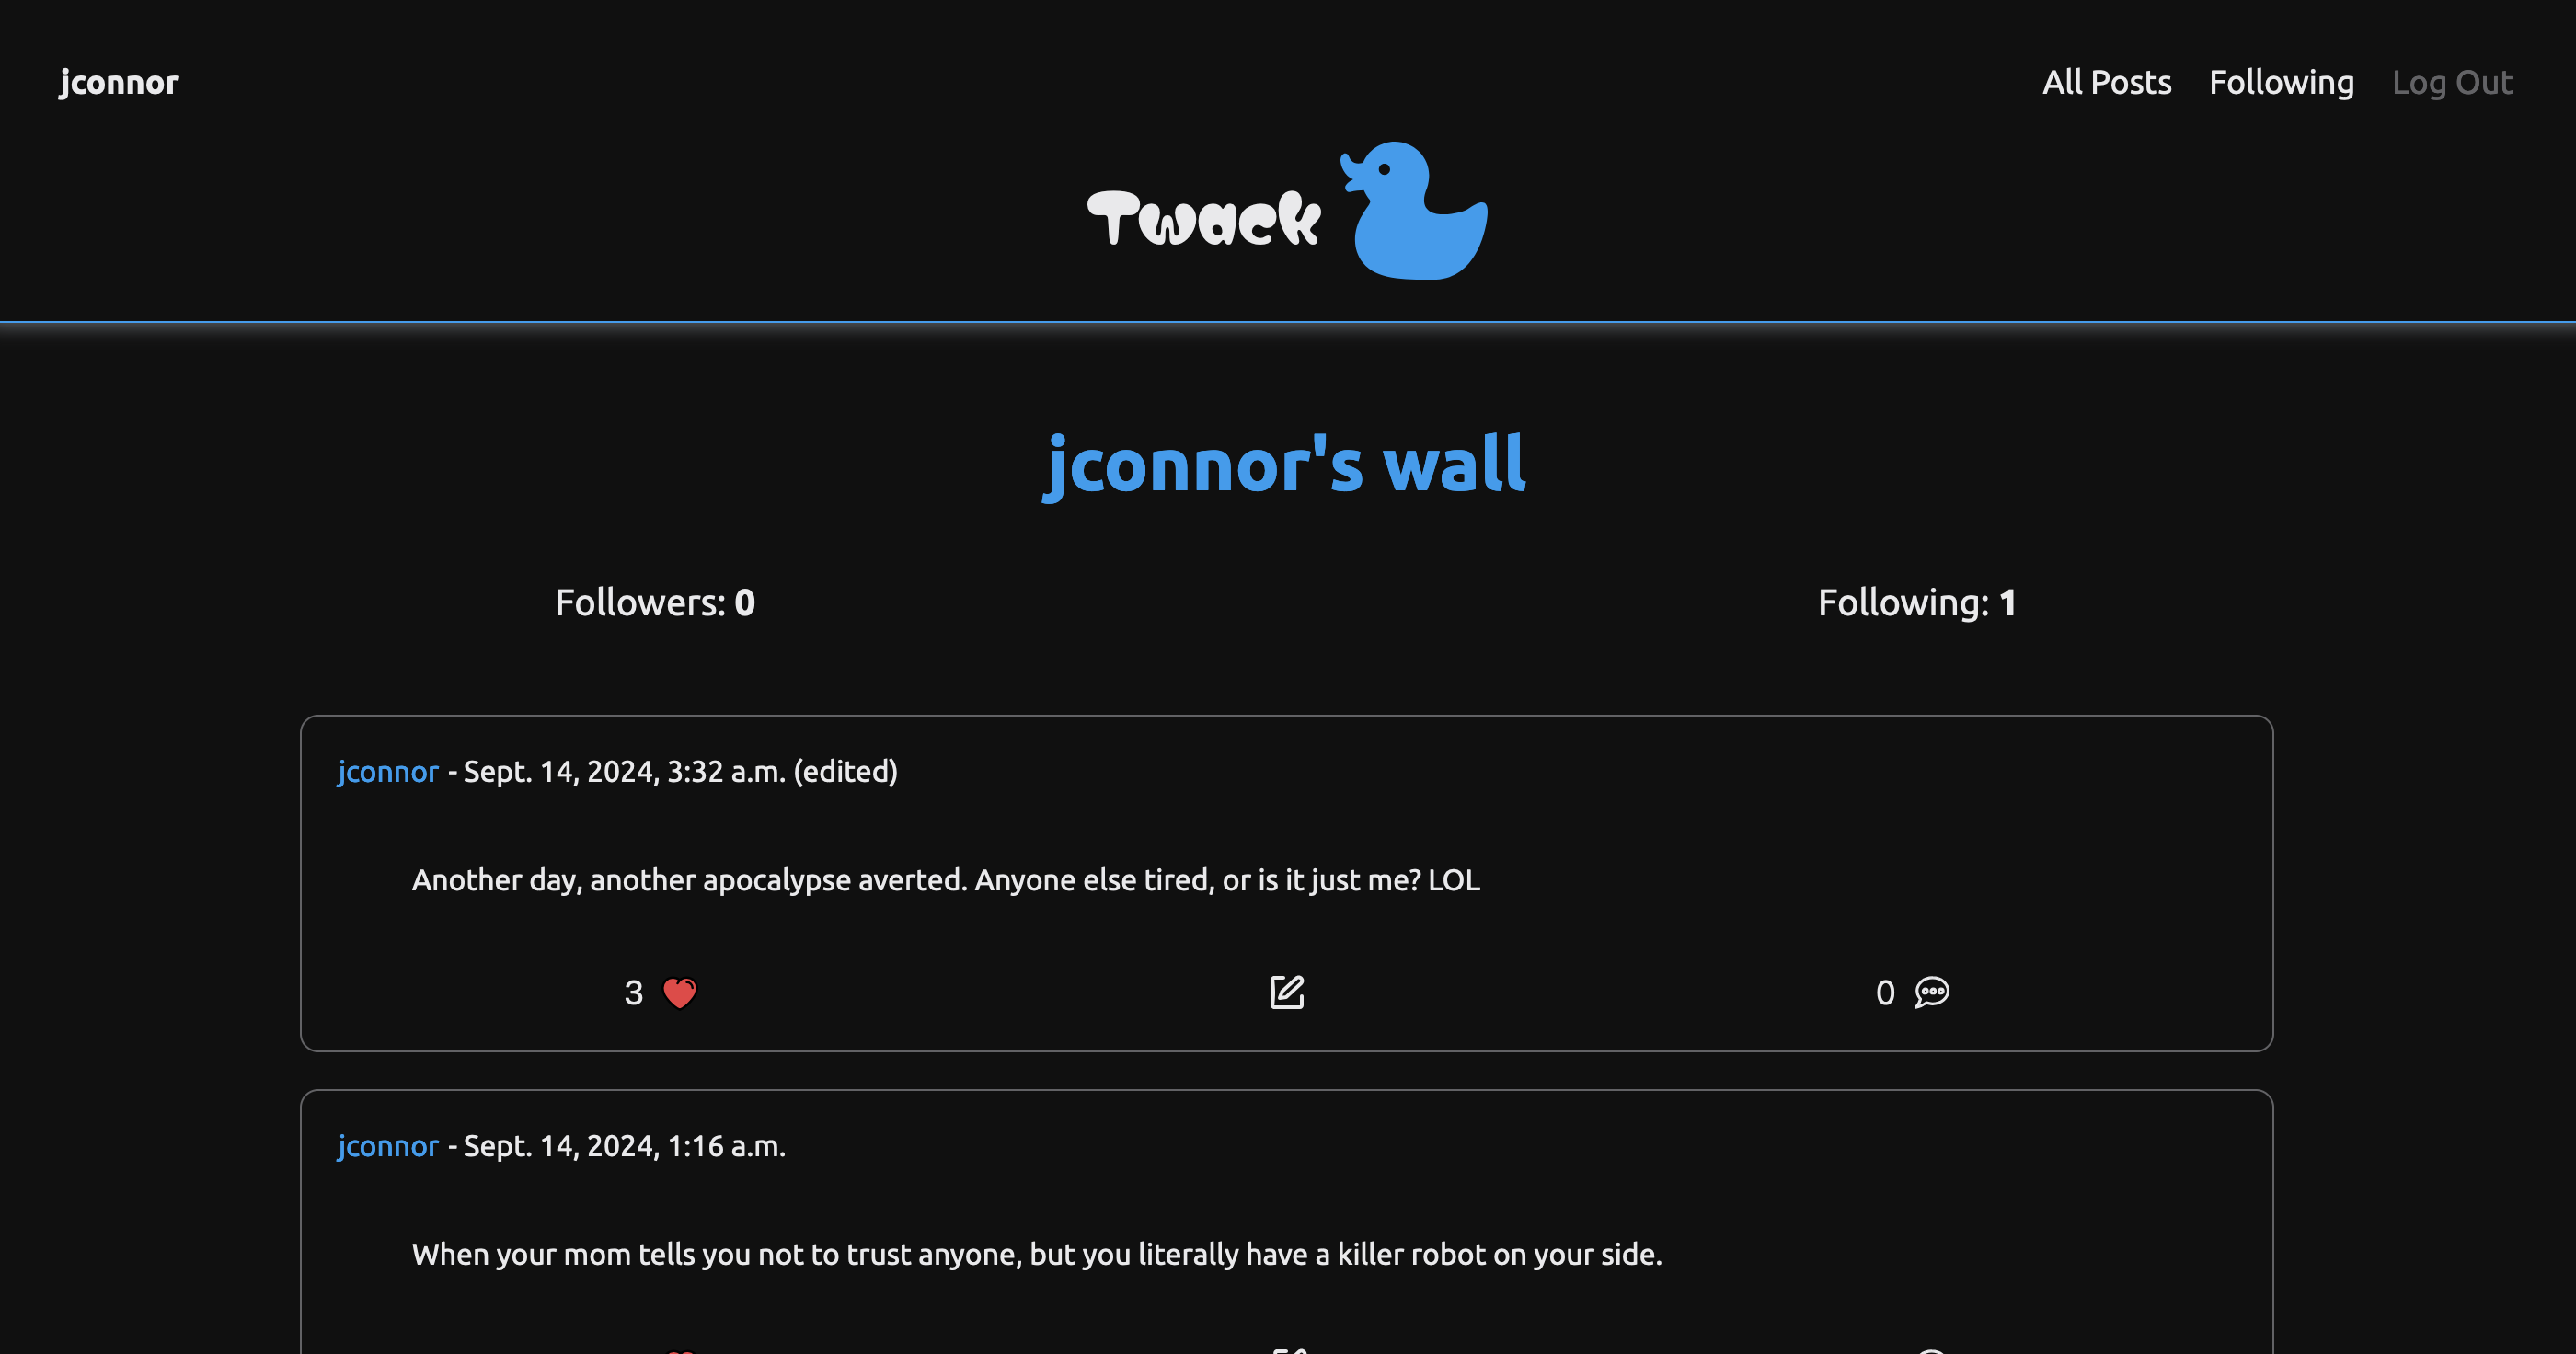 jconnor
All Posts Following Log Out
Twack
jconnor's wall
Followers: 0
Following: 1
jconnor - Sept. 14, 2024, 3:32 a.m. (edited)
Another day, another apocalypse averted. Anyone else tired, or is it just me? LOL
3
0
jconnor - Sept. 14, 2024, 1:16 a.m.
When your mom tells you not to trust anyone, but you literally have a killer robot on your side.